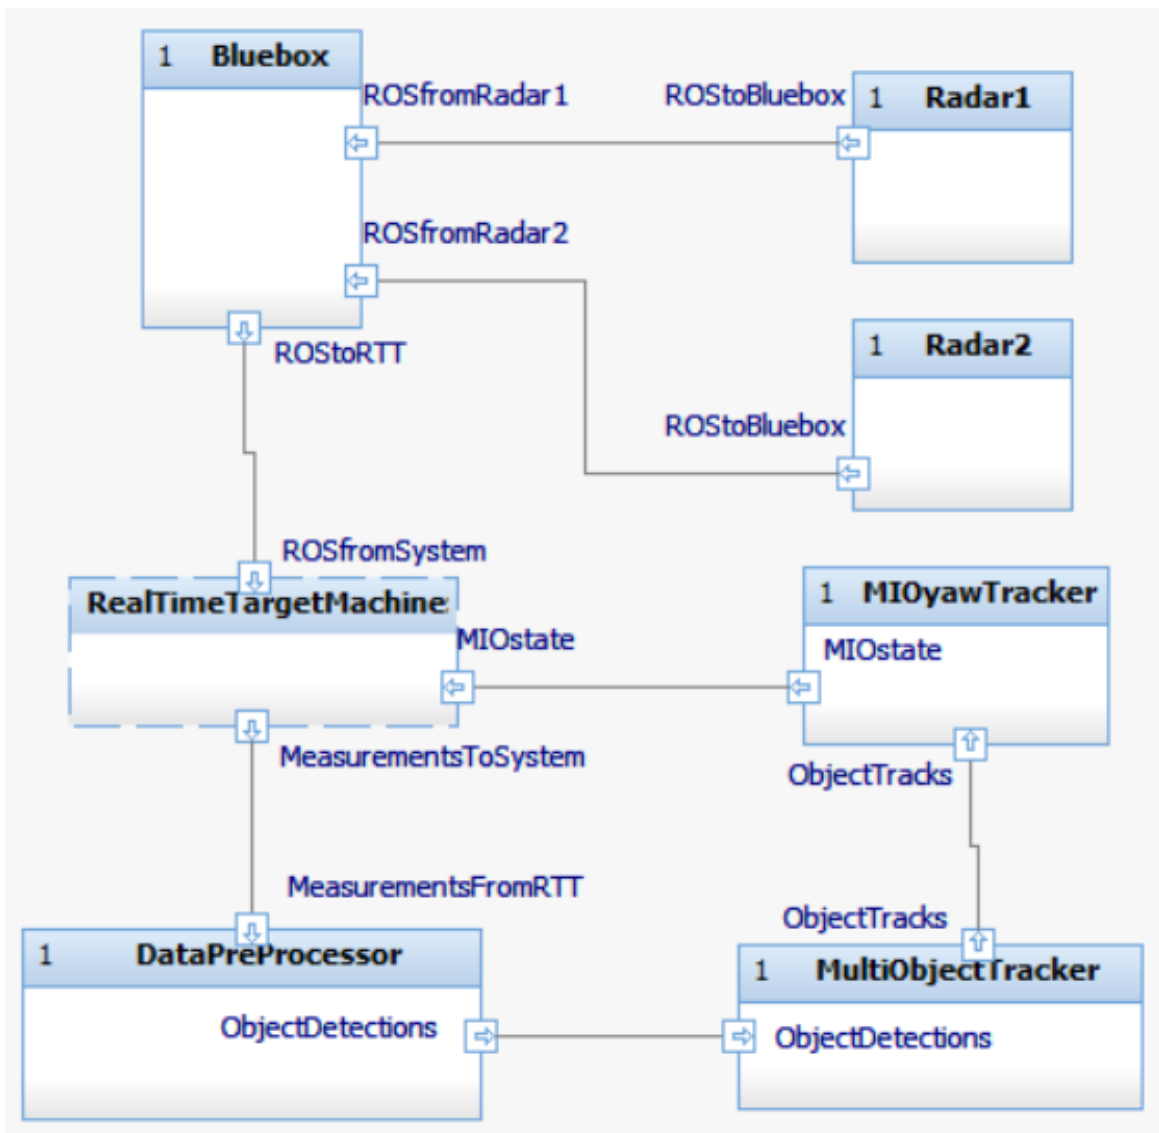 1 Bluebox
ROSfromRadar1
ROStoBluebox
1 Radar1
ROSfromRadar2
ROStoRTT
1 Radar2
ROStoBluebox
ROSfromSystem
RealTimeTargetMachine
MIOstate
1 MIOyawTracker
MIOstate
MeasurementsToSystem
ObjectTracks
MeasurementsFromRTT
ObjectTracks
1 DataPreProcessor
1 MultiObjectTracker
ObjectDetections
ObjectDetections